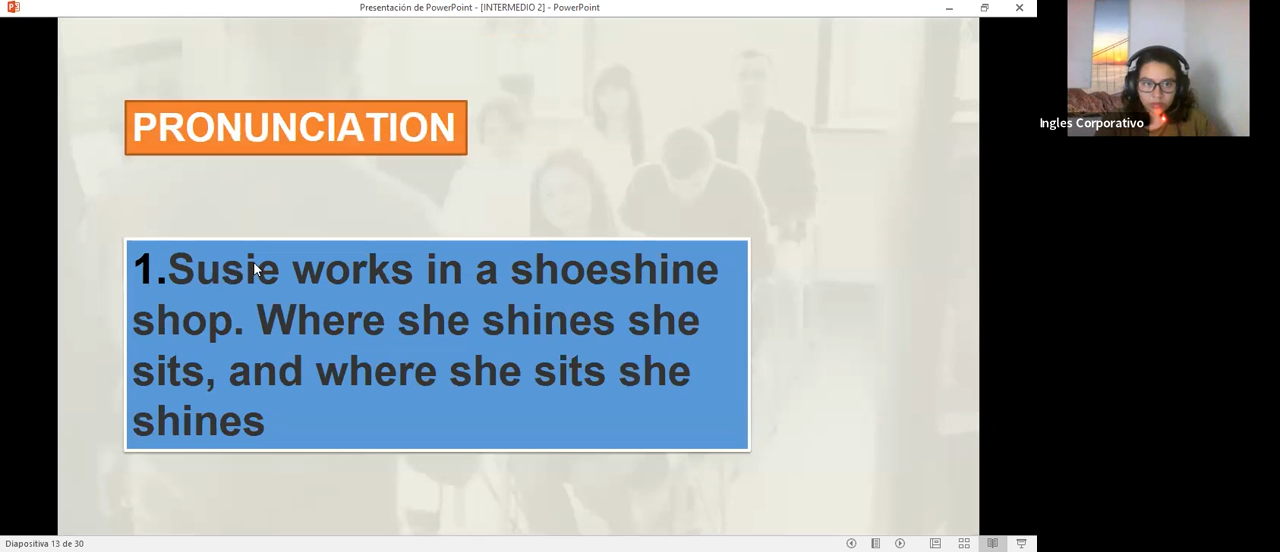 Presentación de PowerPoint - [INTERMEDIO 2] - PowerPoint
PRONUNCIATION
1.Susie works in a shoeshine
shop. Where she shines she
sits, and where she sits she
shines
Ingles Corporativo
Diapositiva 13 de 30